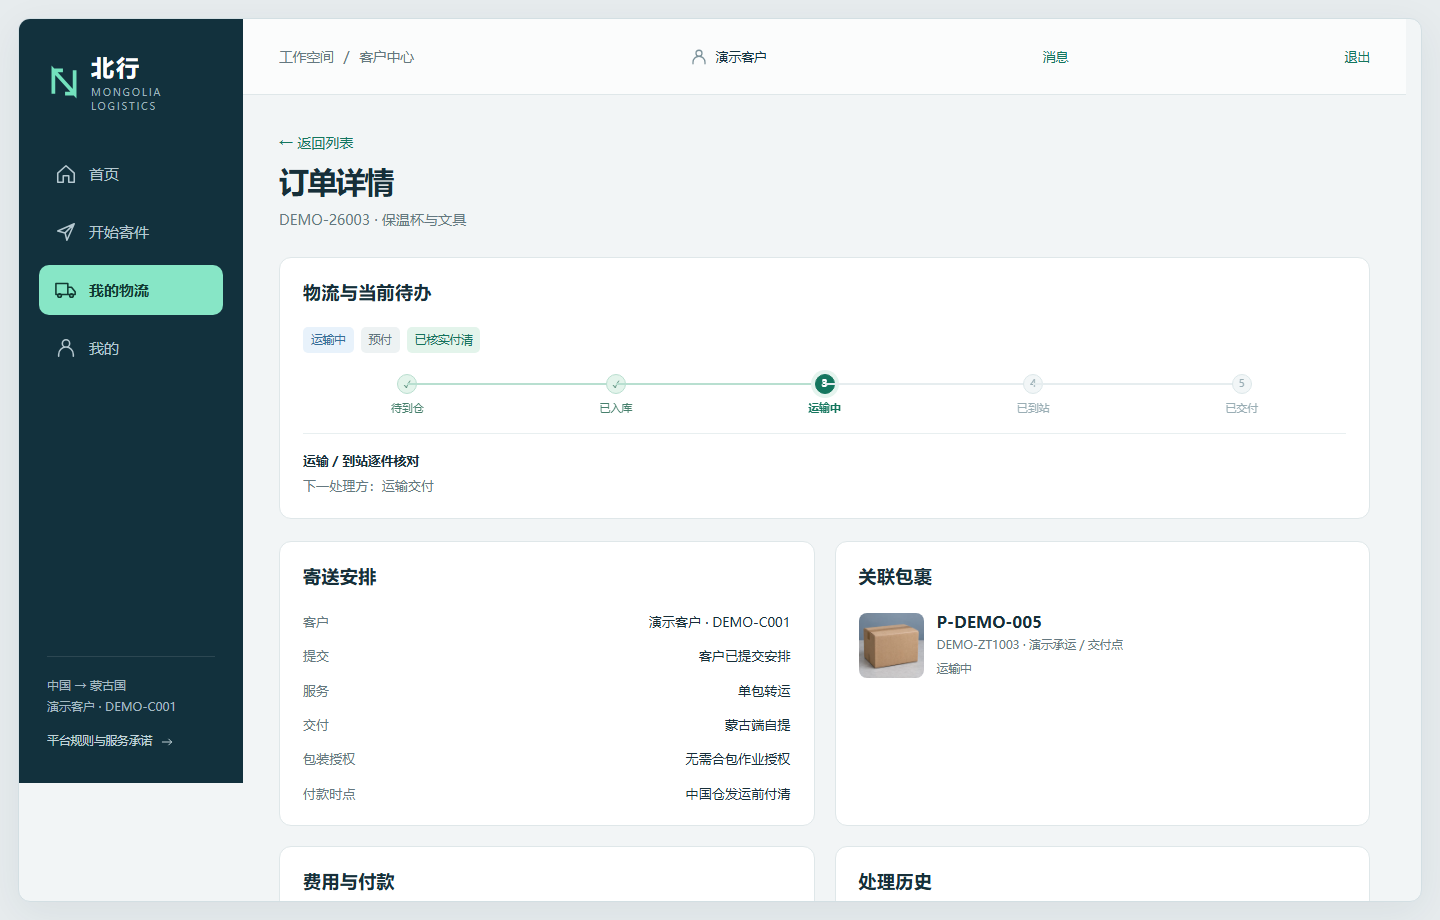 北行
MONGOLIA
LOGISTICS
首页
开始寄件
我的物流
我的
中国 → 蒙古国
演示客户 · DEMO-C001
平台规则与服务承诺 →
工作空间 / 客户中心
演示客户
消息
退出
← 返回列表
订单详情
DEMO-26003 · 保温杯与文具
物流与当前待办
运输中 预付 已核实付清
✓ ✓ 3 4 5
待到仓 已入库 运输中 已到站 已交付
运输 / 到站逐件核对
下一处理方：运输交付
寄送安排
客户 演示客户 · DEMO-C001
提交 客户已提交安排
服务 单包转运
交付 蒙古端自提
包装授权 无需合包作业授权
付款时点 中国仓发运前付清
关联包裹
P-DEMO-005
DEMO-ZT1003 · 演示承运 / 交付点
运输中
费用与付款
处理历史